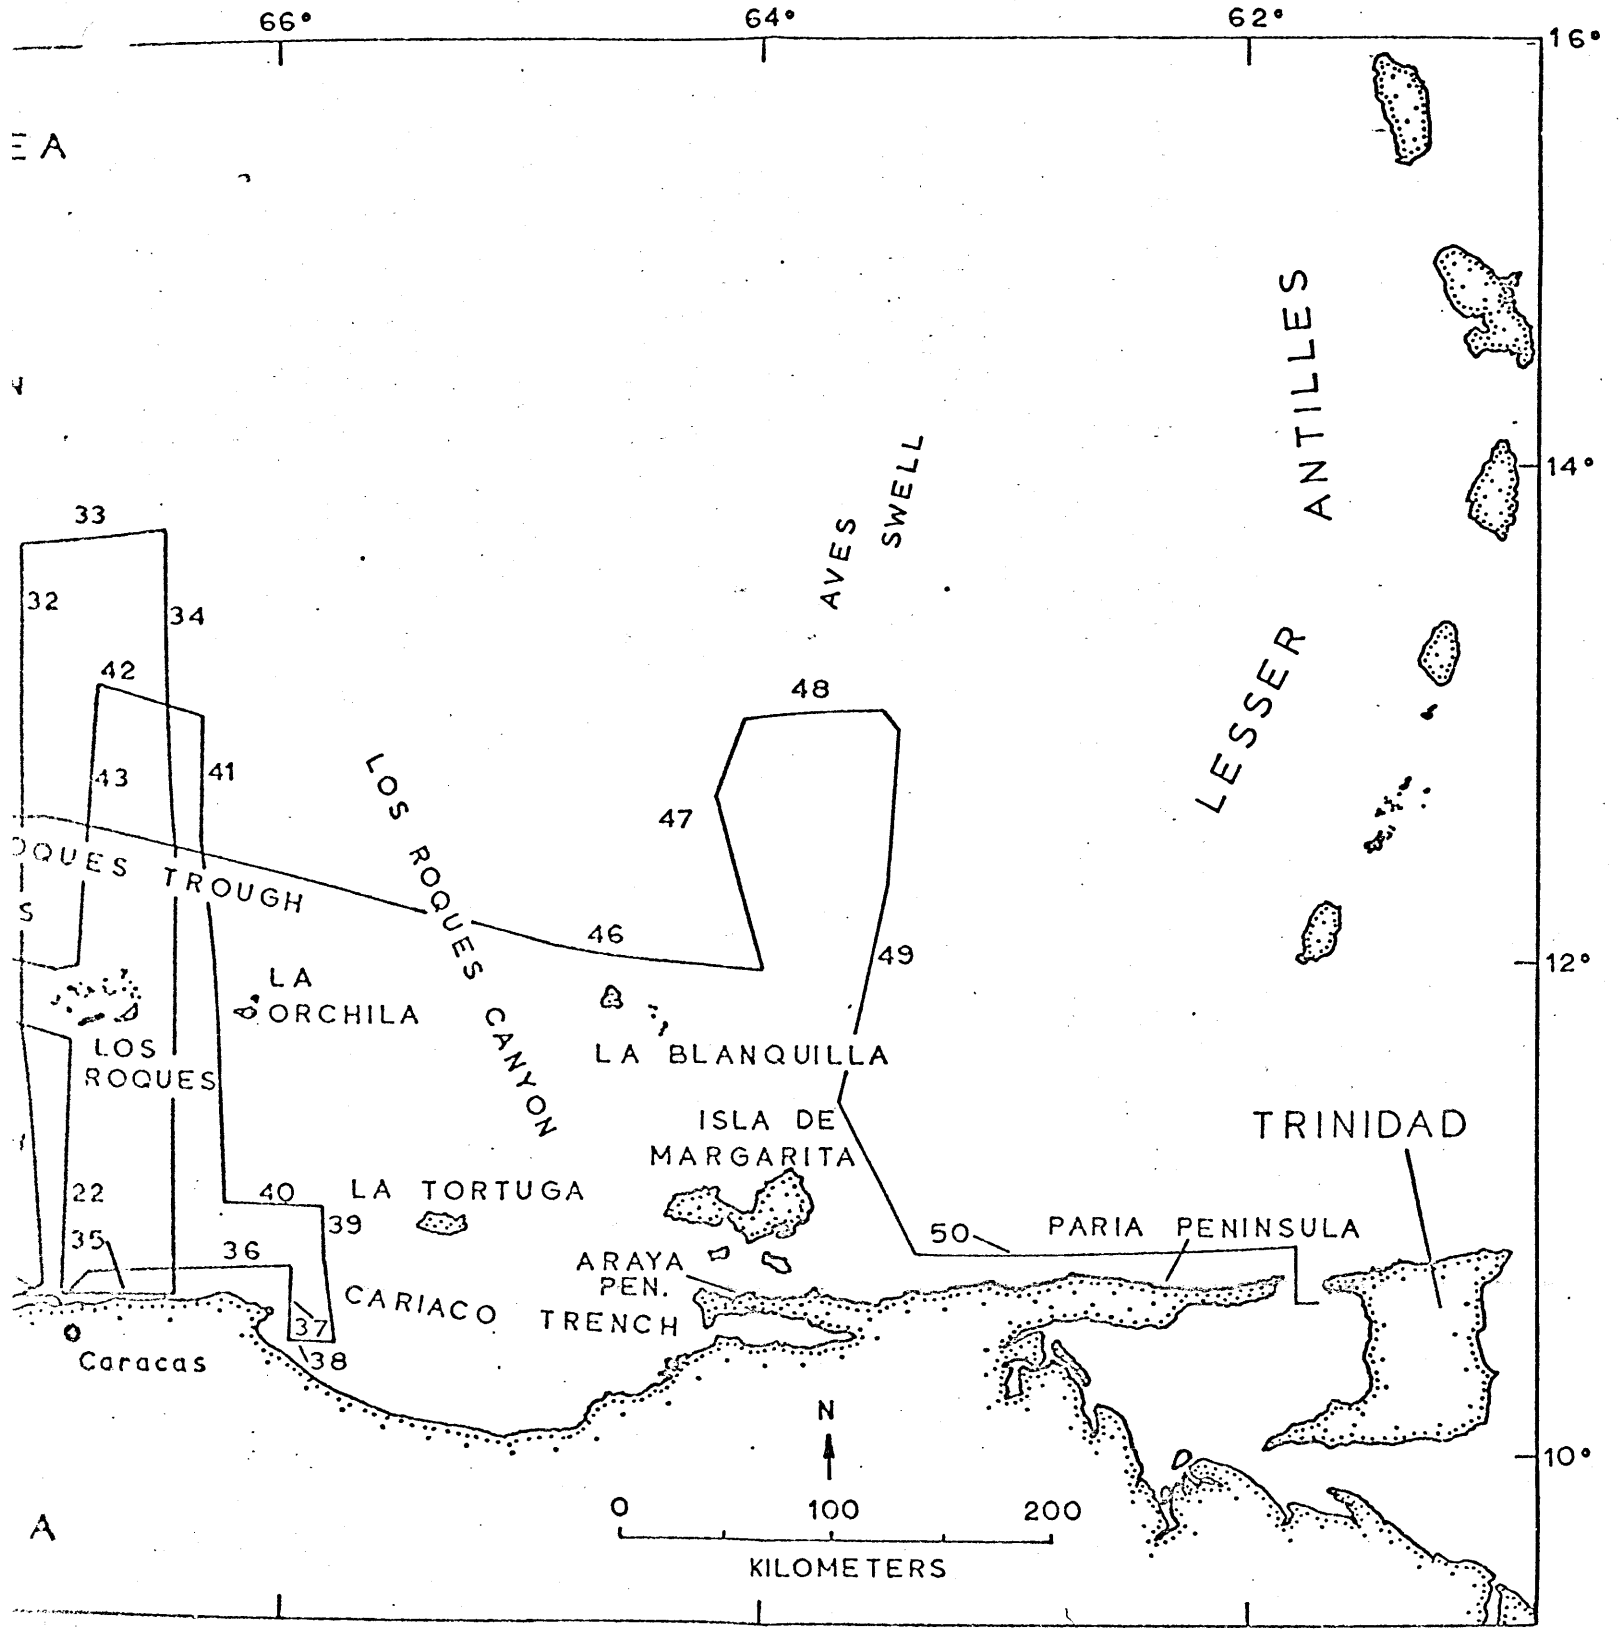 66° 64° 62°
16°
EA
ANTILLES
14°
AVES
SWELL
33
32
34
LESSER
42
48
43
41
47
LOS ROQUES CANYON
OQUES TROUGH
S
46
49
12°
LA
ORCHILA
LOS
ROQUES
LA BLANQUILLA
ISLA DE
MARGARITA
TRINIDAD
22
40
LA TORTUGA
39
35
36
50
PARIA PENINSULA
ARAYA
PEN.
CARIACO TRENCH
37
38
Caracas
N
10°
0 100 200
KILOMETERS
A